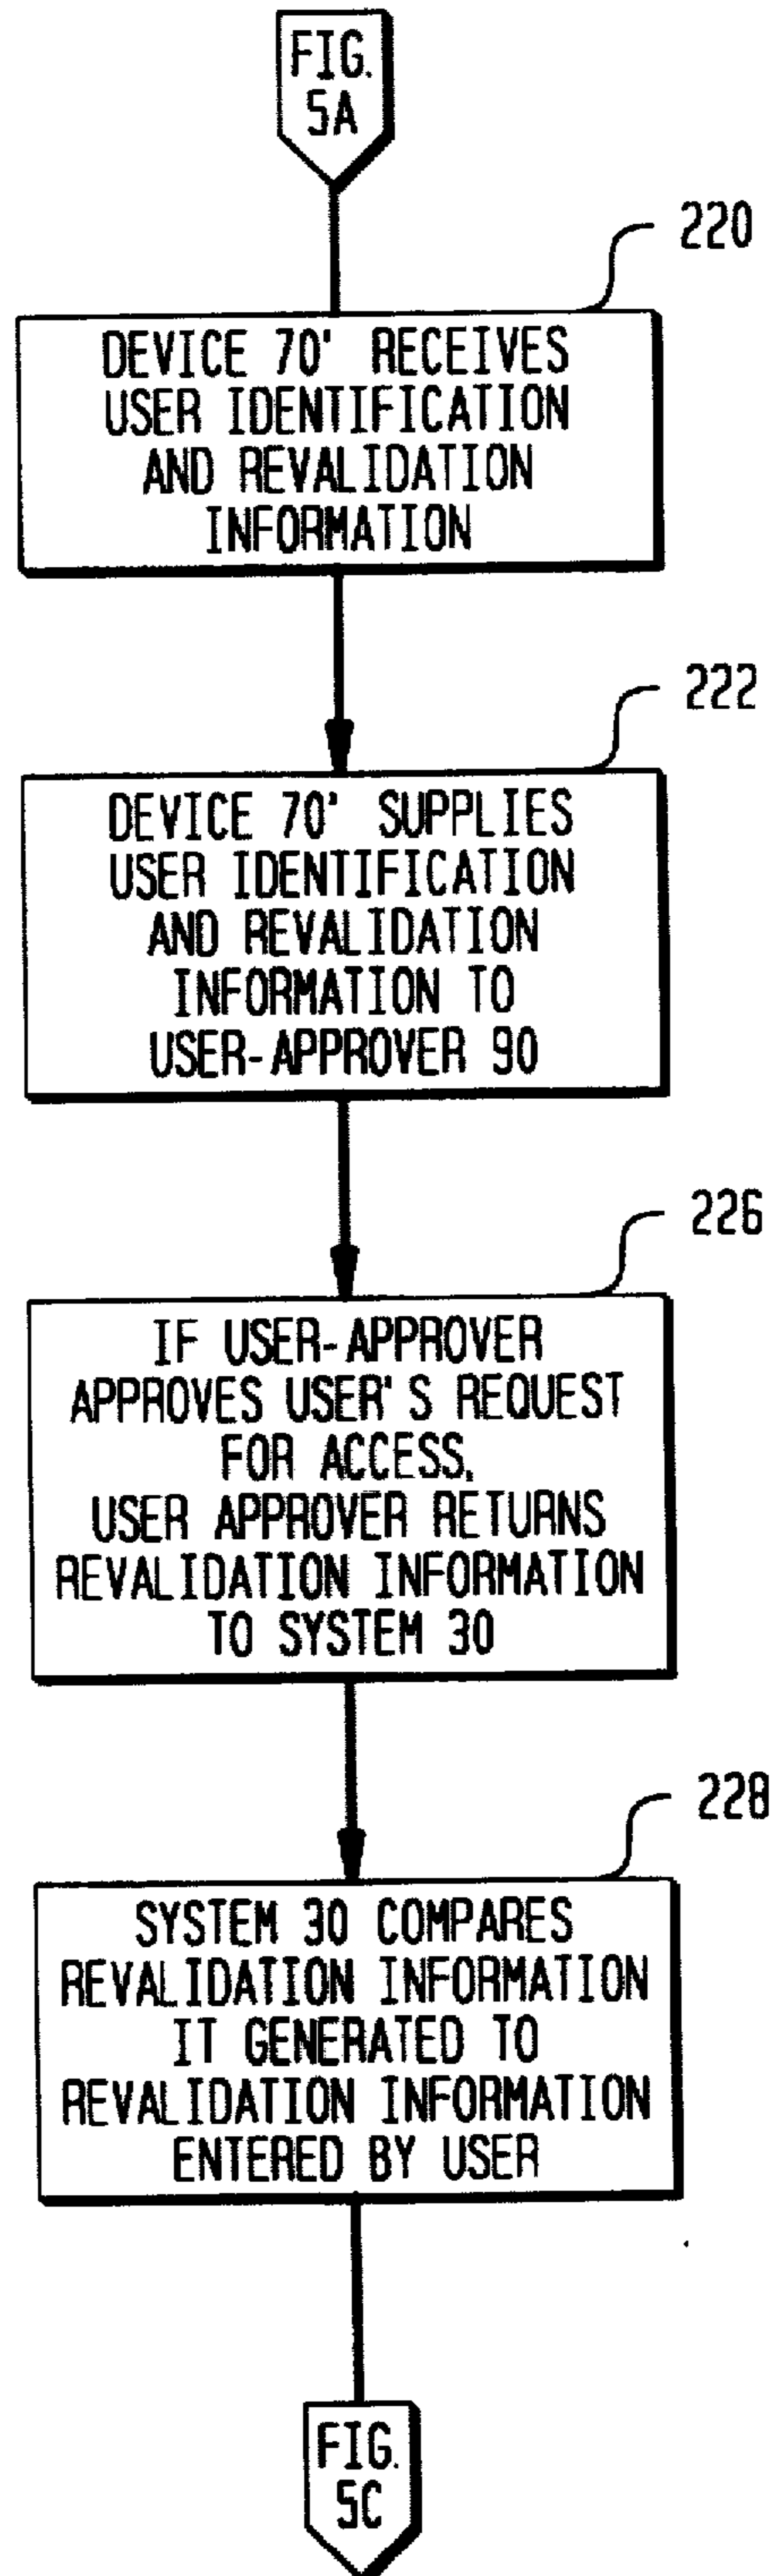 FIG.
5A
220
DEVICE 70' RECEIVES
USER IDENTIFICATION
AND REVALIDATION
INFORMATION
222
DEVICE 70' SUPPLIES
USER IDENTIFICATION
AND REVALIDATION
INFORMATION TO
USER-APPROVER 90
226
IF USER-APPROVER
APPROVES USER'S REQUEST
FOR ACCESS,
USER APPROVER RETURNS
REVALIDATION INFORMATION
TO SYSTEM 30
228
SYSTEM 30 COMPARES
REVALIDATION INFORMATION
IT GENERATED TO
REVALIDATION INFORMATION
ENTERED BY USER
FIG.
5C